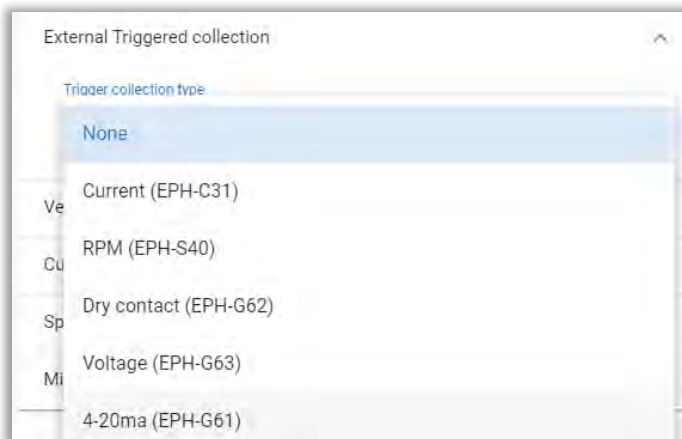 External Triggered collection
Trigger collection type
None
Current (EPH-C31)
Ve
RPM (EPH-S40)
Cu
Dry contact (EPH-G62)
Sp
Voltage (EPH-G63)
Mi
4-20ma (EPH-G61)